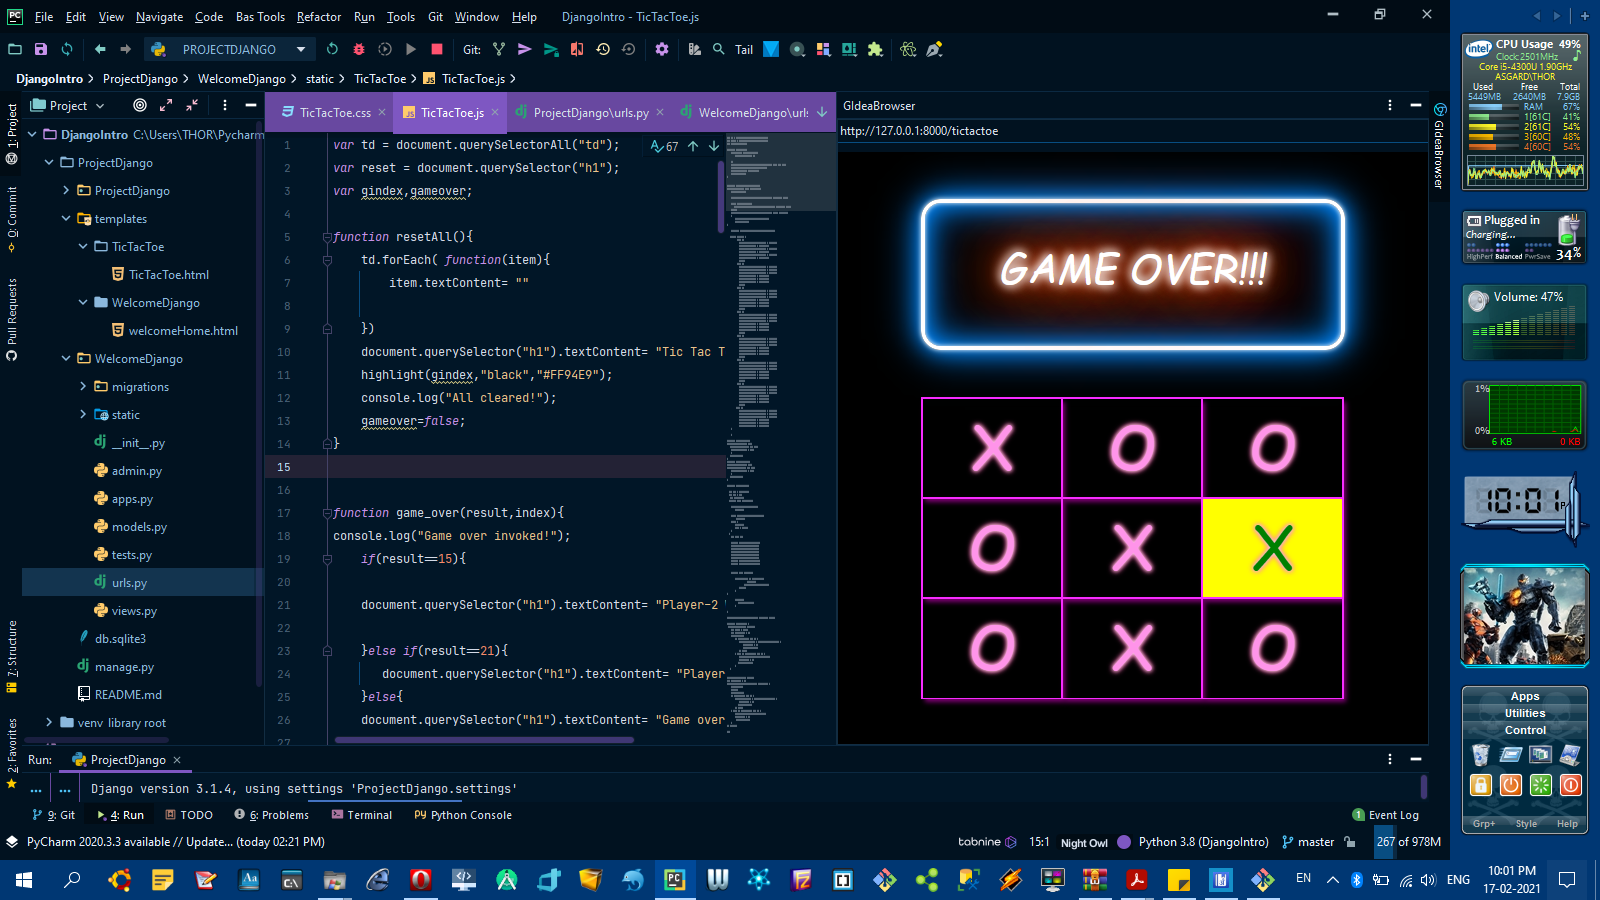 File Edit View Navigate Code Bas Tools Refactor Run Tools Git Window Help DjangoIntro - TicTacToe.js
PROJECTDJANGO Git: Tail
DjangoIntro ProjectDjango WelcomeDjango static TicTacToe TicTacToe.js
1: Project
0: Commit
Pull Requests
7: Structure
2: Favorites
Project
DjangoIntro C:\Users\THOR\Pycharm
ProjectDjango
ProjectDjango
templates
TicTacToe
TicTacToe.html
WelcomeDjango
welcomeHome.html
WelcomeDjango
migrations
static
__init__.py
admin.py
apps.py
models.py
tests.py
urls.py
views.py
db.sqlite3
manage.py
README.md
venv library root
TicTacToe.css TicTacToe.js ProjectDjango\urls.py WelcomeDjango\url:
67
1 var td = document.querySelectorAll("td");
2 var reset = document.querySelector("h1");
3 var gindex,gameover;
4
5 function resetAll(){
6 td.forEach( function(item){
7 item.textContent= ""
8
9 })
10 document.querySelector("h1").textContent= "Tic Tac T
11 highlight(gindex,"black","#FF94E9");
12 console.log("All cleared!");
13 gameover=false;
14 }
15
16
17 function game_over(result,index){
18 console.log("Game over invoked!");
19 if(result==15){
20
21 document.querySelector("h1").textContent= "Player-2
22
23 }else if(result==21){
24 document.querySelector("h1").textContent= "Player
25 }else{
26 document.querySelector("h1").textContent= "Game over
27
GIdeaBrowser
http://127.0.0.1:8000/tictactoe
GIdeaBrowser
GAME OVER!!!
X O O
O X X
O X O
Run: ProjectDjango
... ... Django version 3.1.4, using settings 'ProjectDjango.settings'
9: Git 4: Run TODO 6: Problems Terminal Python Console 1 Event Log
PyCharm 2020.3.3 available // Update... (today 02:21 PM) tabnine 15:1 Night Owl Python 3.8 (DjangoIntro) master 267 of 978M
intel CPU Usage 49%
Clock:2501MHz
Core i5-4300U 1.90GHz
ASGARD\THOR
Used Free Total
5449MB 2640MB 7.9GB
RAM 67%
1[61C] 41%
2[61C] 54%
3[60C] 48%
4[60C] 54%
Plugged in
Charging...
HighPerf Balanced PwrSave 34%
Volume: 47%
1%
0%
6 KB 0 KB
10:01
Apps
Utilities
Control
Grp+ Style Help
EN ENG 10:01 PM
17-02-2021